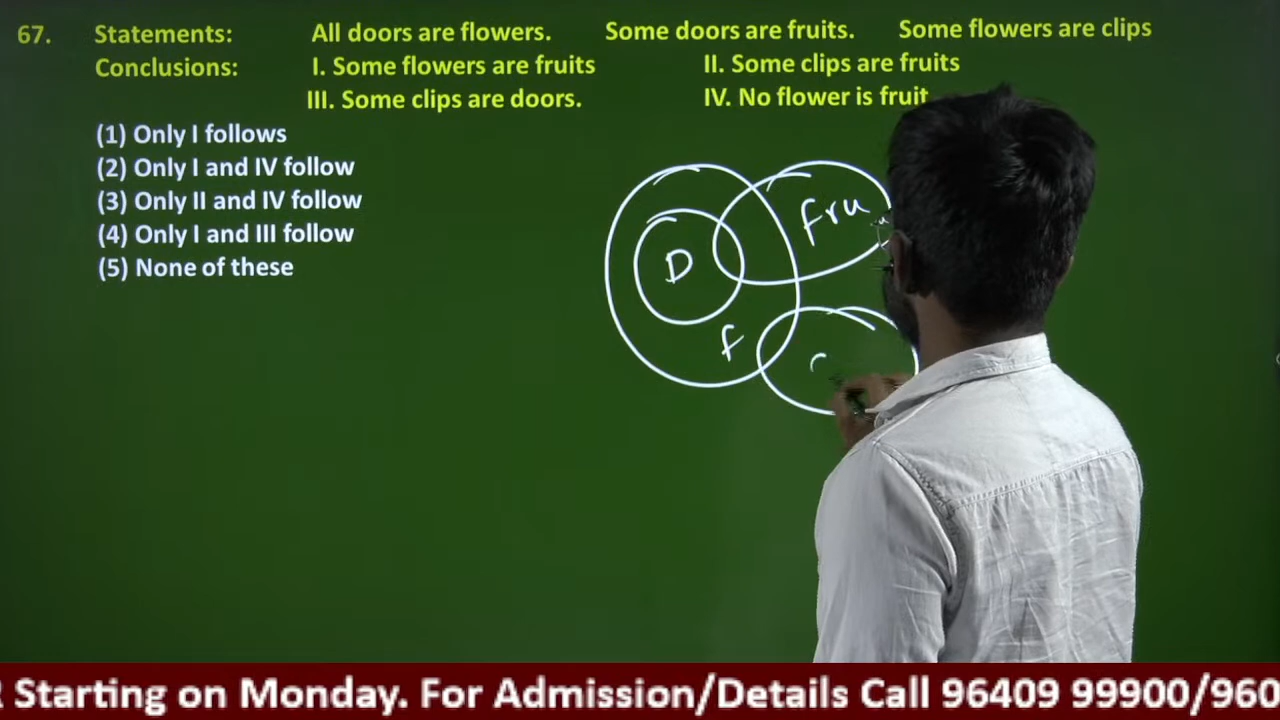 67. Statements: All doors are flowers. Some doors are fruits. Some flowers are clips
Conclusions: I. Some flowers are fruits II. Some clips are fruits
III. Some clips are doors. IV. No flower is fruit
(1) Only I follows
(2) Only I and IV follow
(3) Only II and IV follow
(4) Only I and III follow
(5) None of these
fru
D
f
c
Starting on Monday. For Admission/Details Call 96409 99900/960